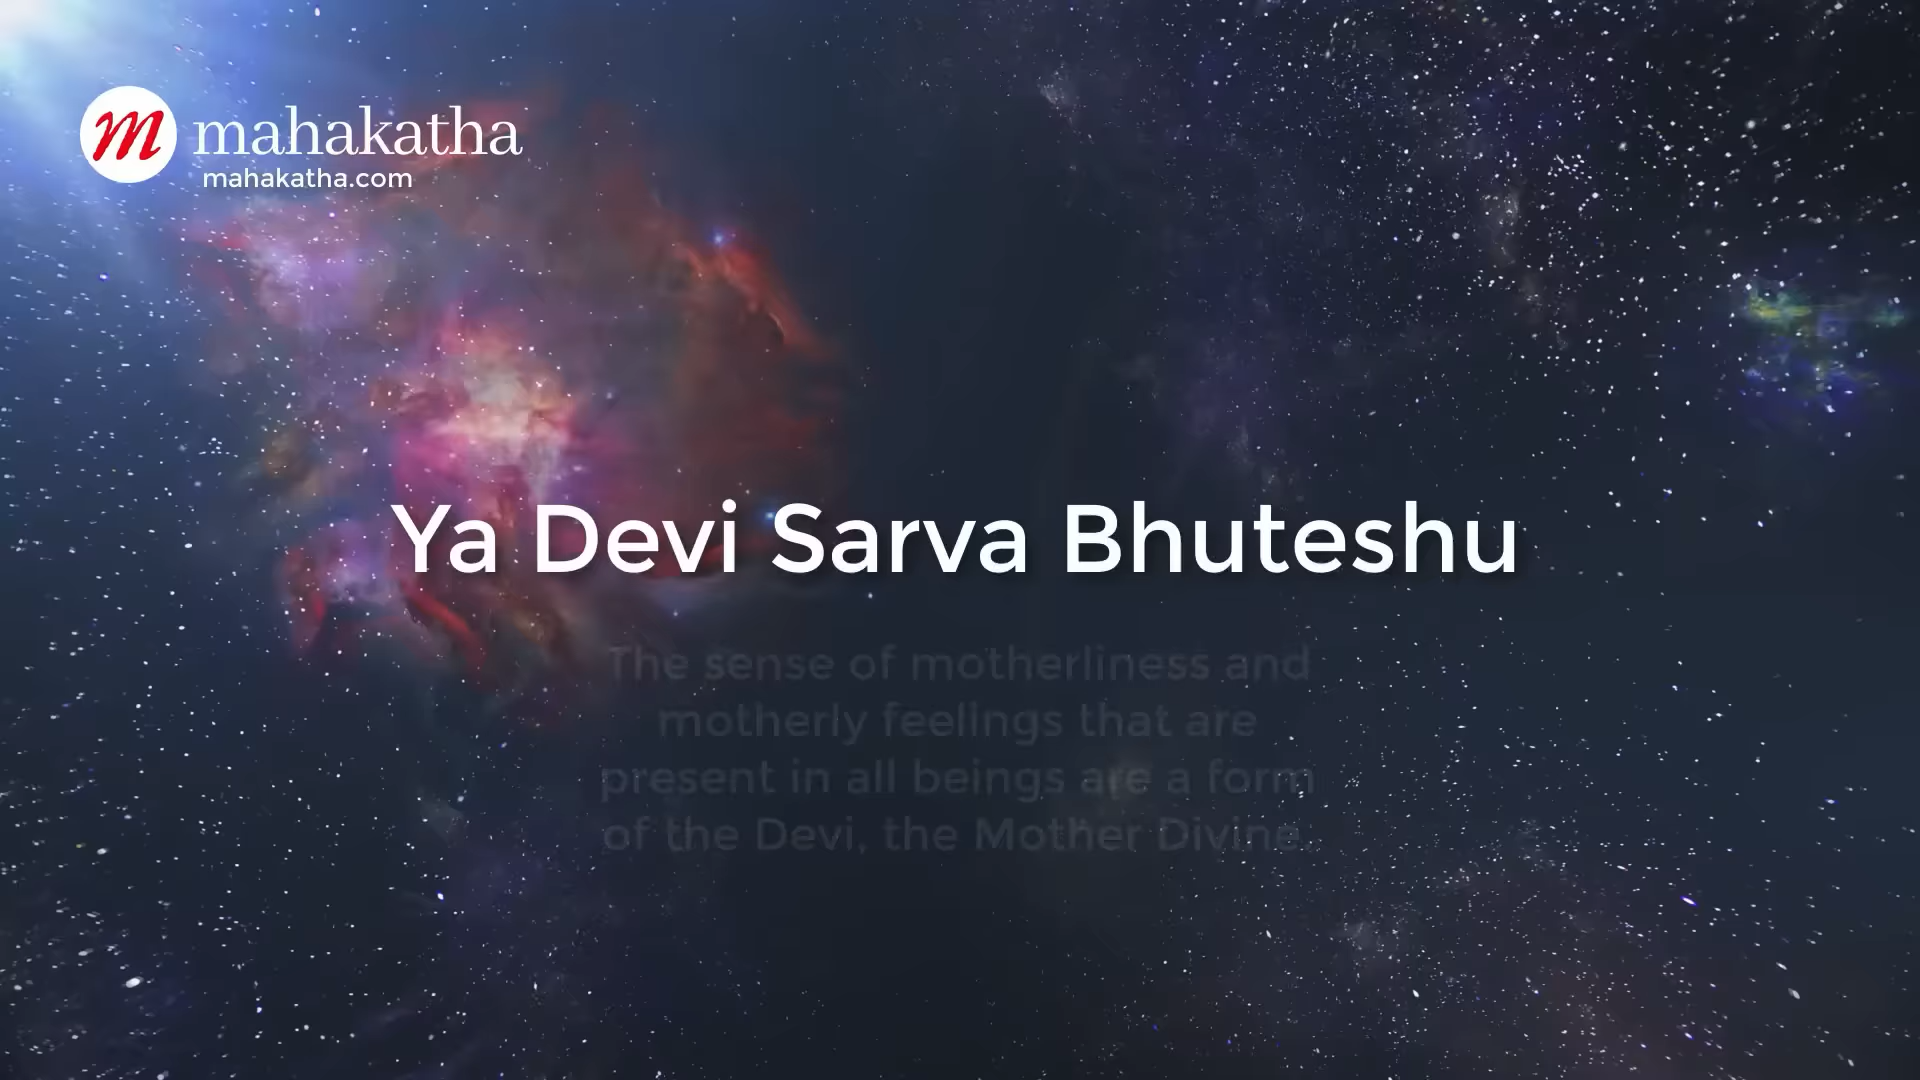 m mahakatha
mahakatha.com
Ya Devi Sarva Bhuteshu
The sense of motherliness and
motherly feelings that are
present in all beings are a form
of the Devi, the Mother Divine.